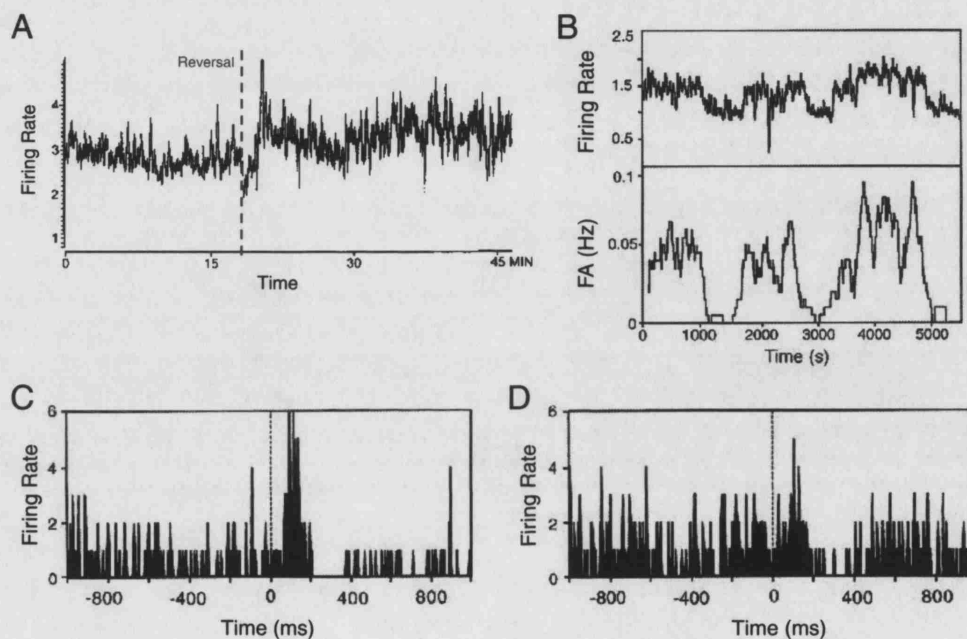 A
Reversal
Firing Rate
4
3
2
1
0
15
30
45 MIN
Time
B
Firing Rate
2.5
1.5
0.5
FA (Hz)
0.1
0.05
0
0
1000
2000
3000
4000
5000
Time (s)
C
Firing Rate
6
4
2
0
-800
-400
0
400
800
Time (ms)
D
Firing Rate
6
4
2
0
-800
-400
0
400
800
Time (ms)